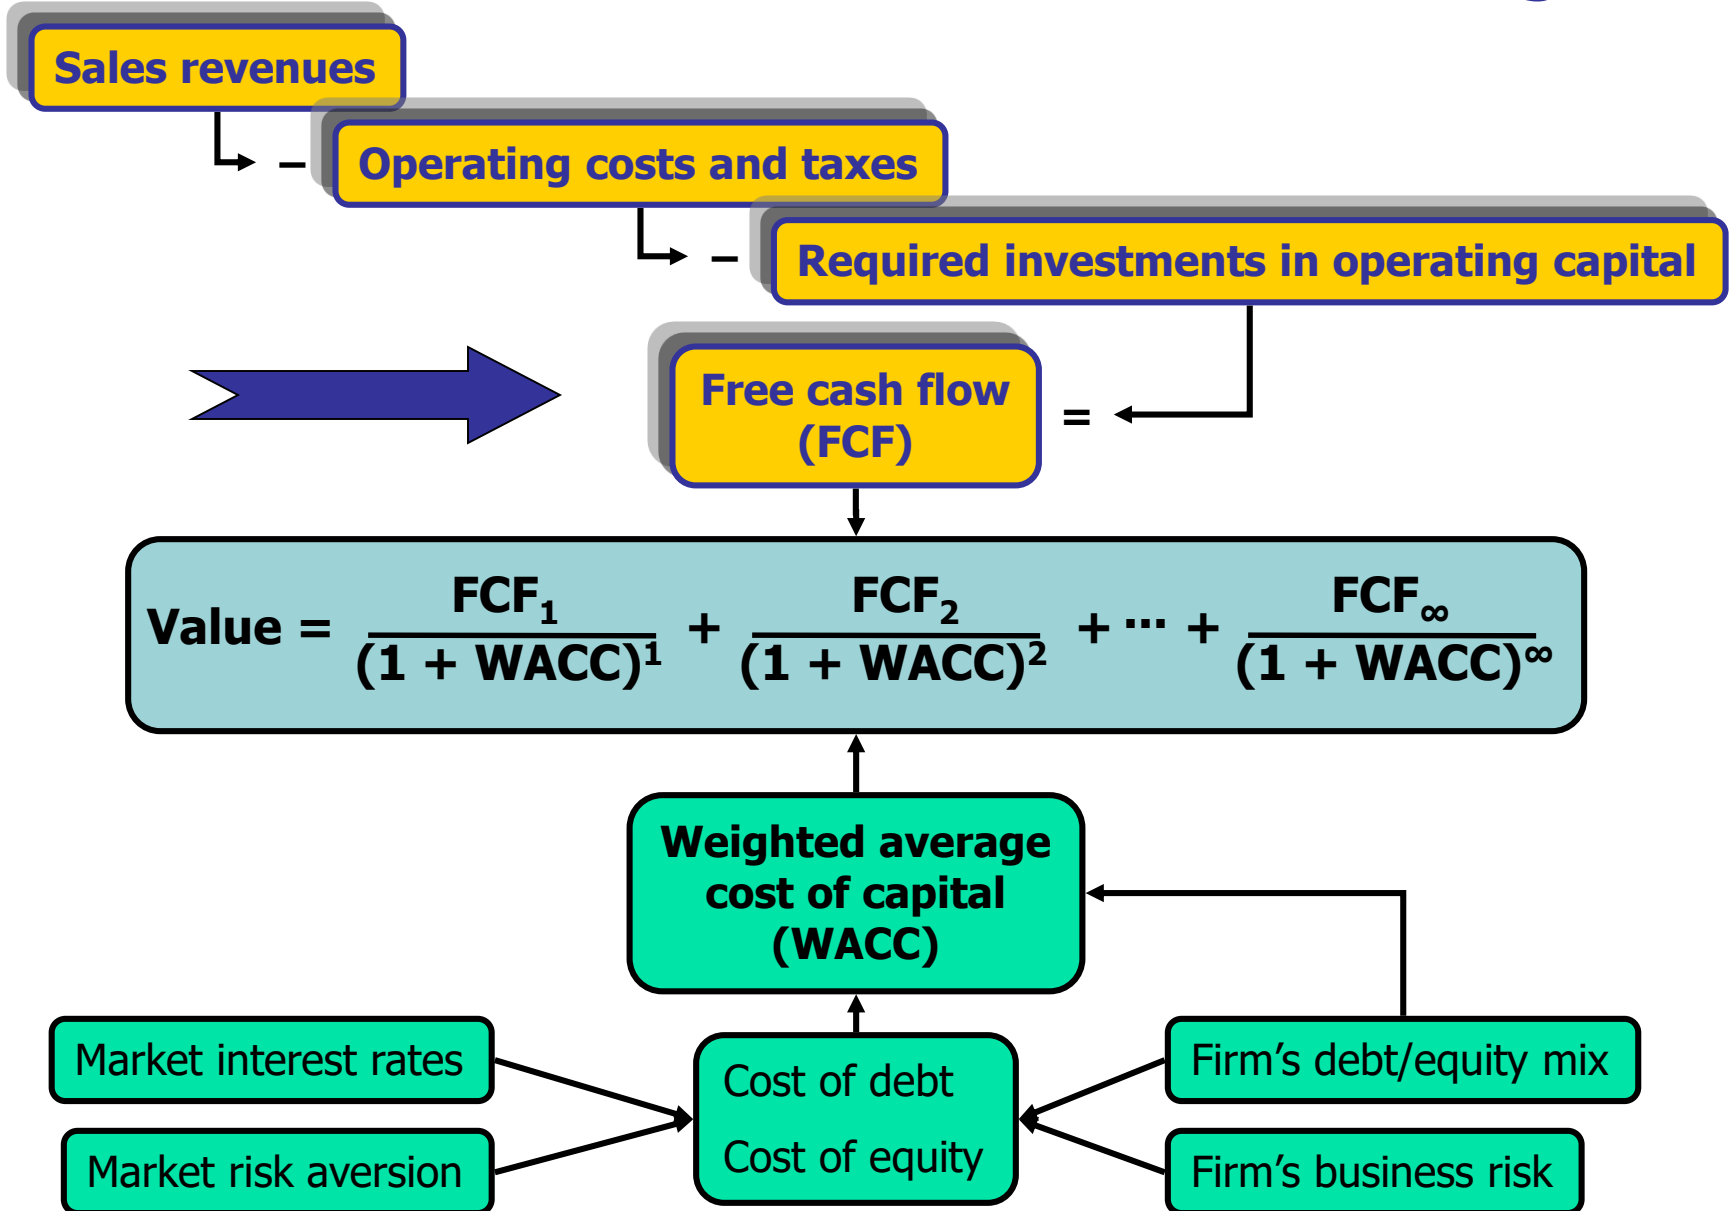 Sales revenues
– Operating costs and taxes
– Required investments in operating capital
Free cash flow
(FCF)
=
Value = FCF₁ / (1 + WACC)¹ + FCF₂ / (1 + WACC)² + ··· + FCF∞ / (1 + WACC)∞
Weighted average
cost of capital
(WACC)
Market interest rates
Cost of debt
Firm’s debt/equity mix
Market risk aversion
Cost of equity
Firm’s business risk